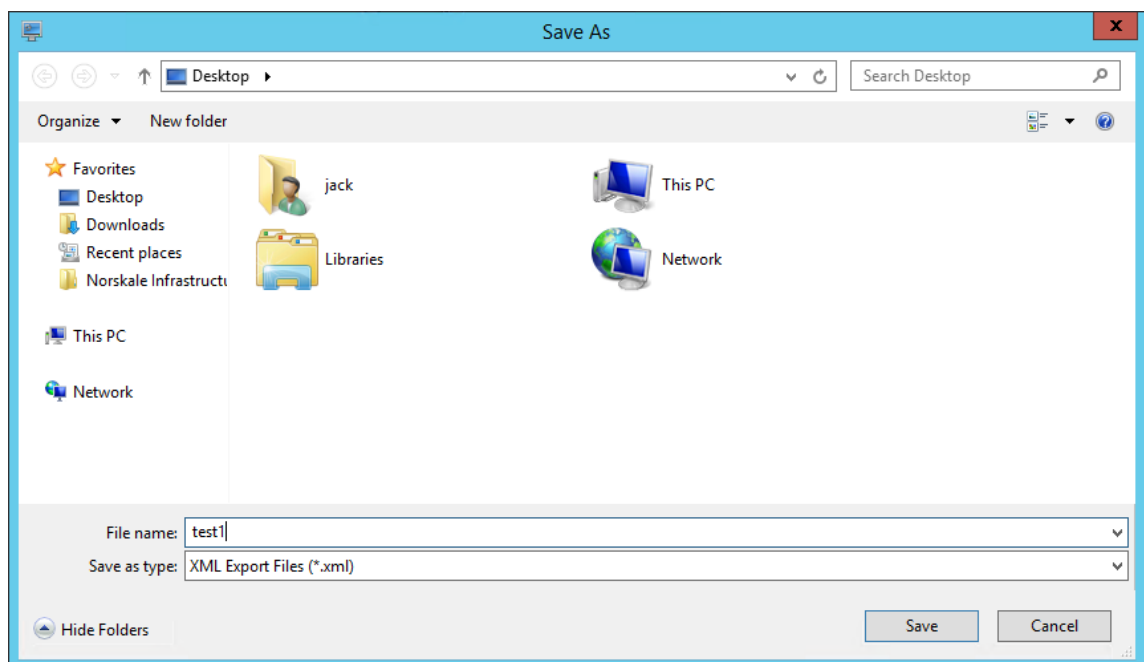 Save As
x
Desktop
Search Desktop
Organize
New folder
Favorites
Desktop
Downloads
Recent places
Norskale Infrastructu
This PC
Network
jack
This PC
Libraries
Network
File name: test1
Save as type: XML Export Files (*.xml)
Hide Folders
Save
Cancel